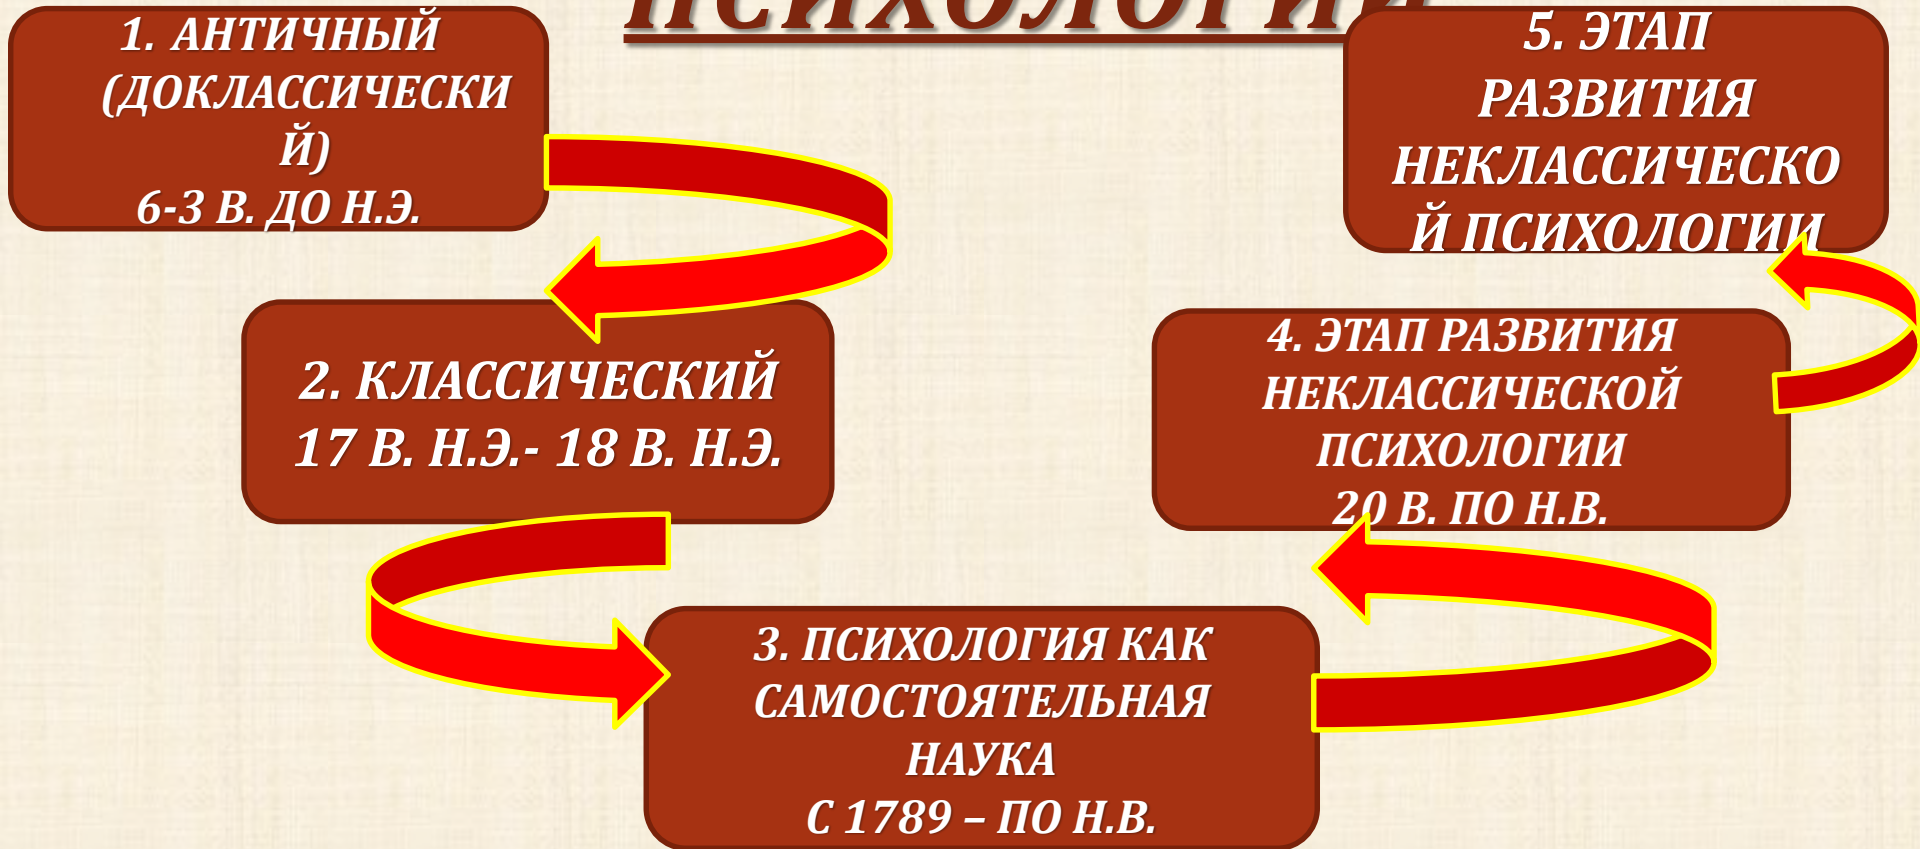 ПСИХОЛОГИИ
1. АНТИЧНЫЙ
(ДОКЛАССИЧЕСКИ
Й)
6-3 В. ДО Н.Э.
2. КЛАССИЧЕСКИЙ
17 В. Н.Э.- 18 В. Н.Э.
3. ПСИХОЛОГИЯ КАК
САМОСТОЯТЕЛЬНАЯ
НАУКА
С 1789 – ПО Н.В.
4. ЭТАП РАЗВИТИЯ
НЕКЛАССИЧЕСКОЙ
ПСИХОЛОГИИ
20 В. ПО Н.В.
5. ЭТАП
РАЗВИТИЯ
НЕКЛАССИЧЕСКО
Й ПСИХОЛОГИИ